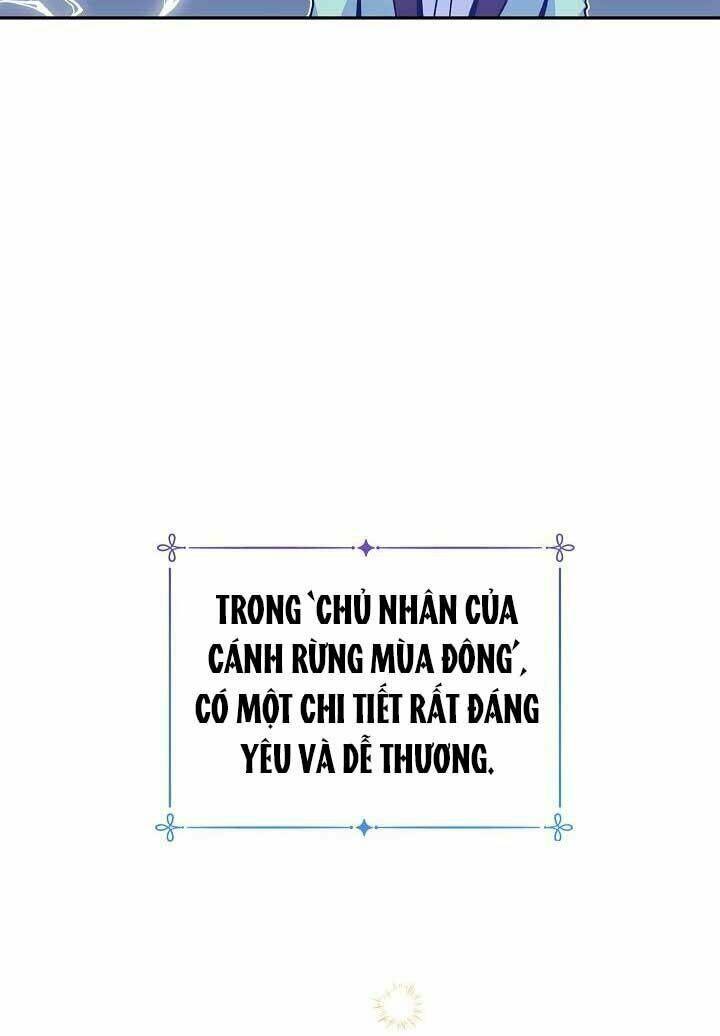 TRONG ‘CHỦ NHÂN CỦA
CÁNH RỪNG MÙA ĐÔNG’,
CÓ MỘT CHI TIẾT RẤT ĐÁNG
YÊU VÀ DỄ THƯƠNG.